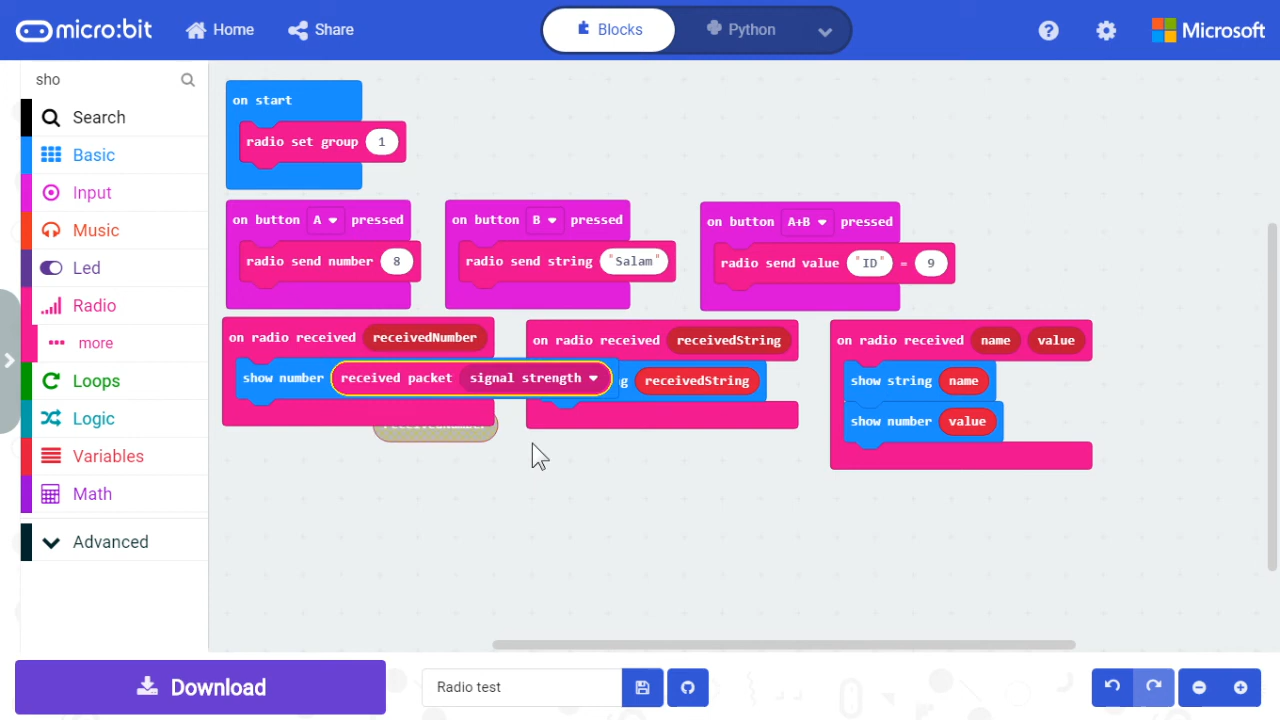 micro:bit Home Share Blocks Python Microsoft
sho
Search
Basic
Input
Music
Led
Radio
more
Loops
Logic
Variables
Math
Advanced
on start
radio set group 1
on button A pressed
radio send number 8
on button B pressed
radio send string "Salam"
on button A+B pressed
radio send value "ID" = 9
on radio received receivedNumber
show number received packet signal strength
receivedNumber
on radio received receivedString
g receivedString
on radio received name value
show string name
show number value
Download
Radio test